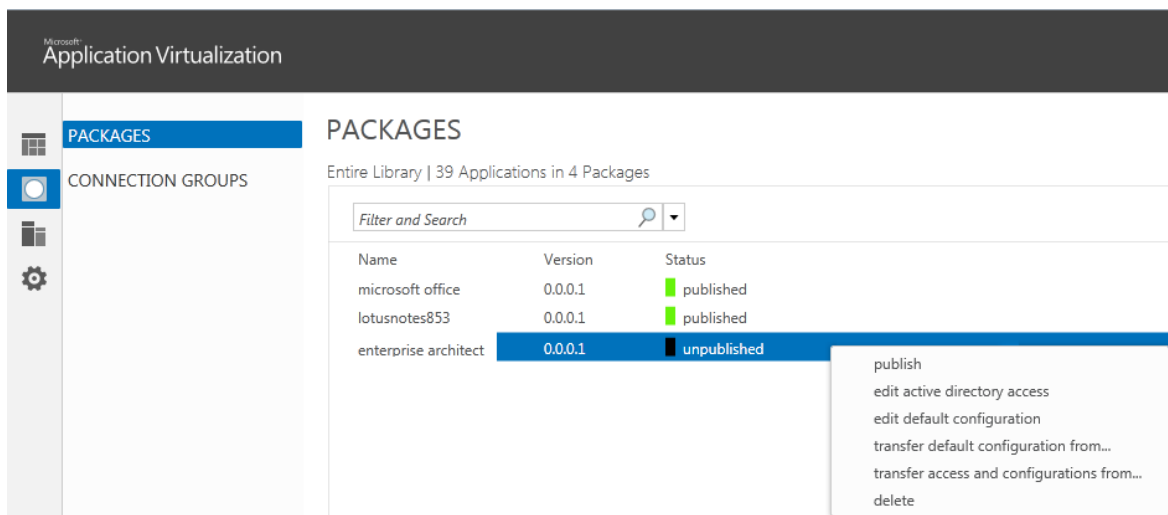 Microsoft
Application Virtualization
PACKAGES
CONNECTION GROUPS
PACKAGES
Entire Library | 39 Applications in 4 Packages
Filter and Search
Name Version Status
microsoft office 0.0.0.1 published
lotusnotes853 0.0.0.1 published
enterprise architect 0.0.0.1 unpublished
publish
edit active directory access
edit default configuration
transfer default configuration from...
transfer access and configurations from...
delete